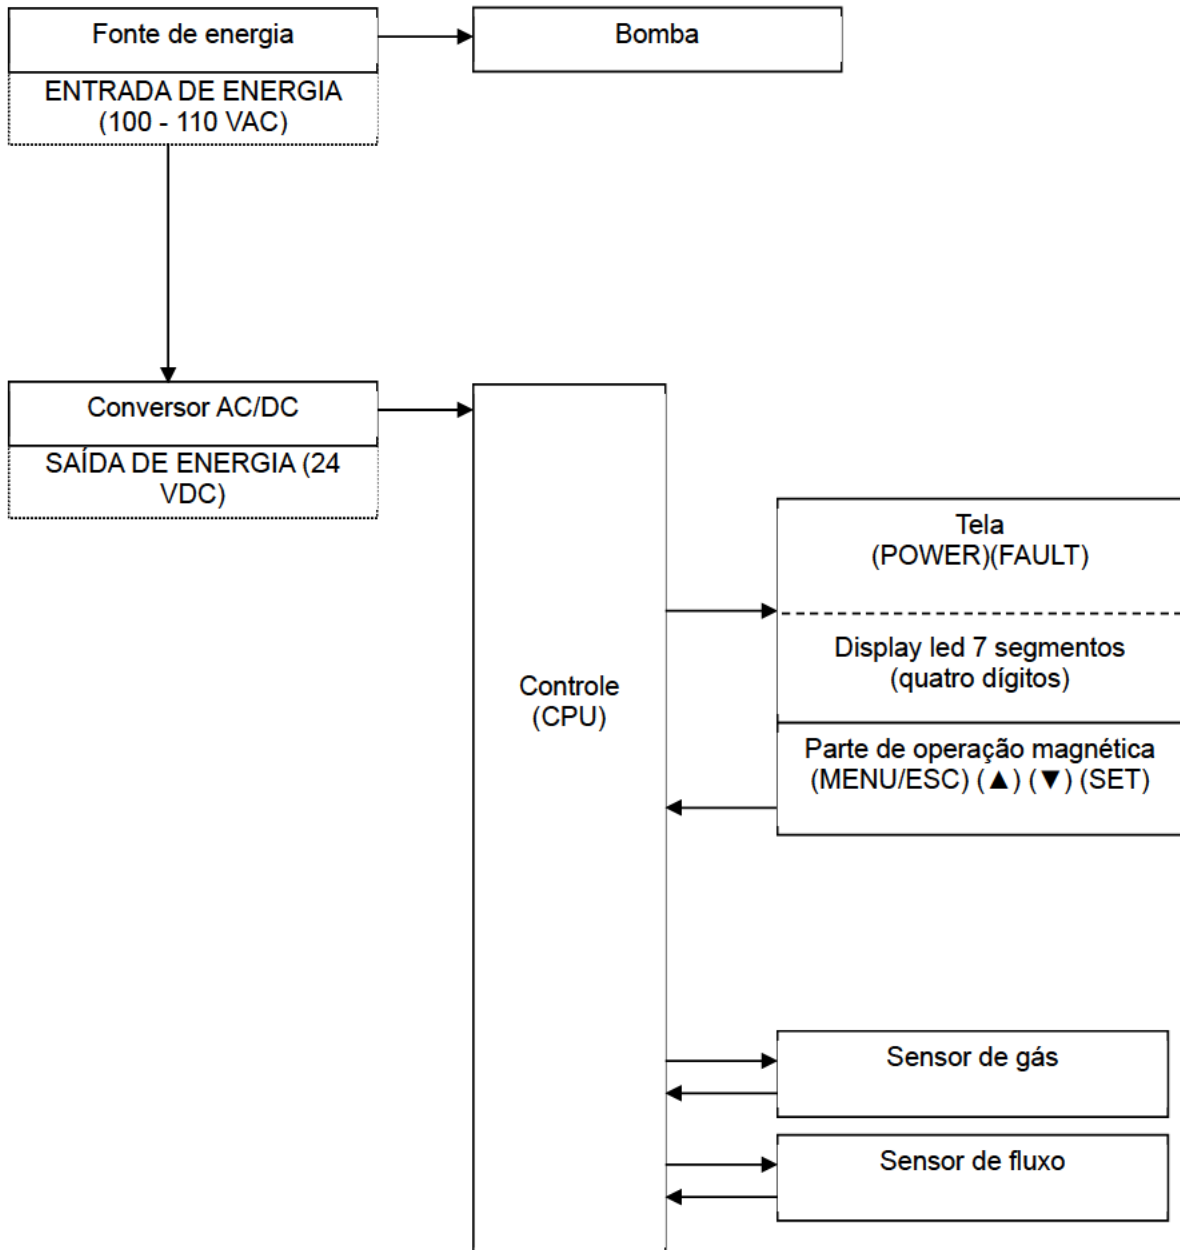 Fonte de energia
Bomba
ENTRADA DE ENERGIA
(100 - 110 VAC)
Conversor AC/DC
SAÍDA DE ENERGIA (24
VDC)
Controle
(CPU)
Tela
(POWER)(FAULT)
Display led 7 segmentos
(quatro dígitos)
Parte de operação magnética
(MENU/ESC) (▲) (▼) (SET)
Sensor de gás
Sensor de fluxo